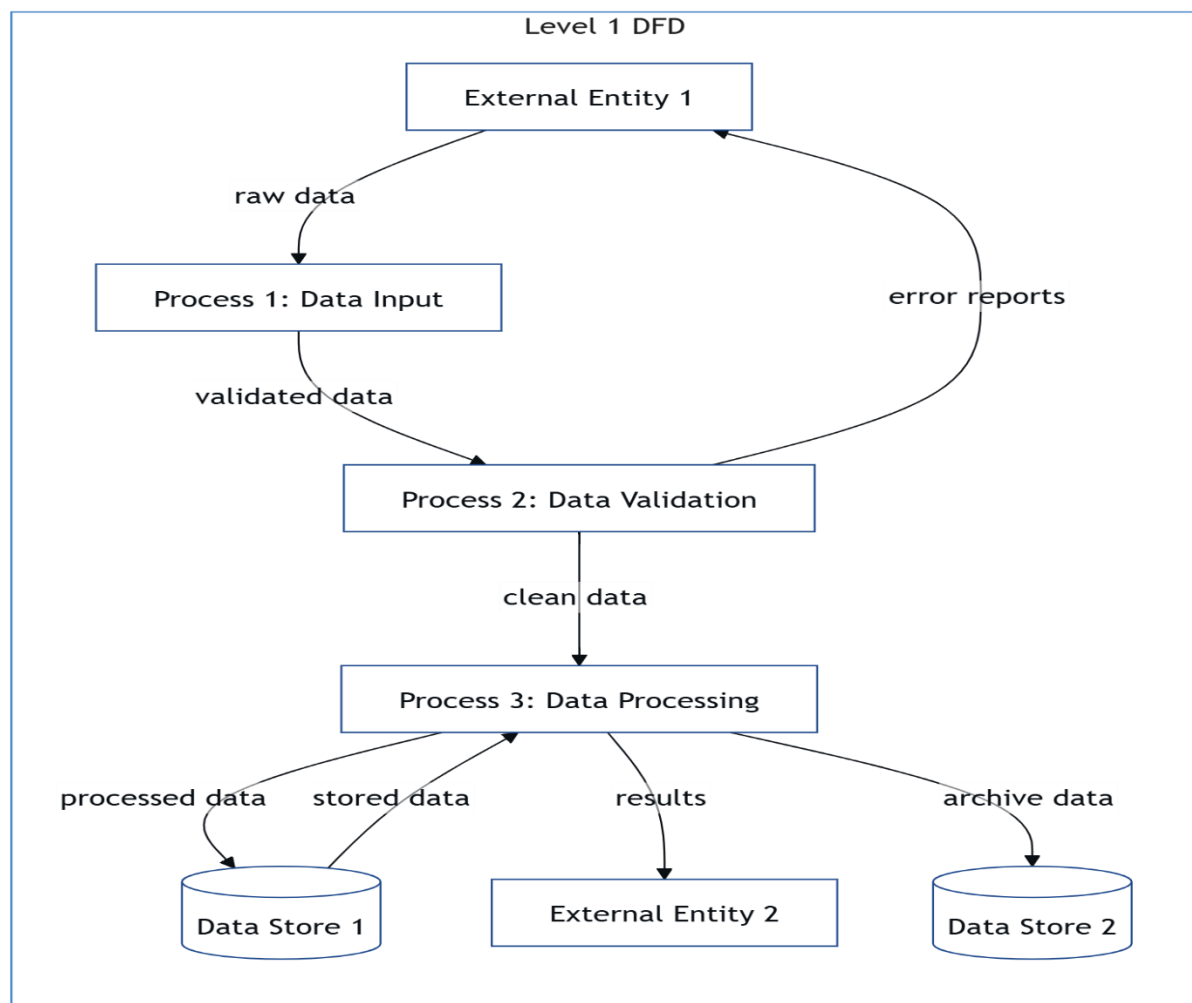 Level 1 DFD
External Entity 1
raw data
Process 1: Data Input
error reports
validated data
Process 2: Data Validation
clean data
Process 3: Data Processing
processed data
stored data
results
archive data
Data Store 1
External Entity 2
Data Store 2